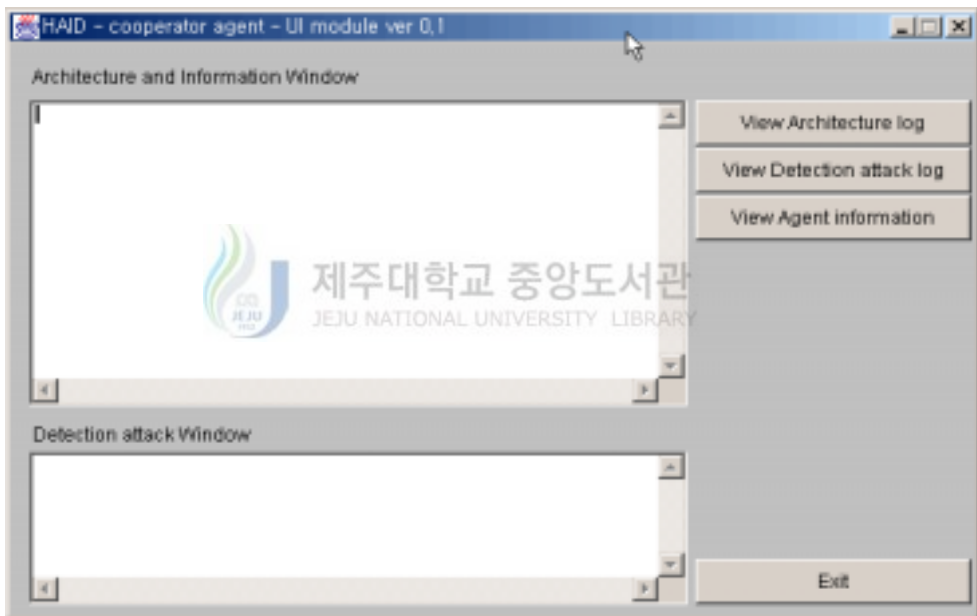 HAID – cooperator agent – UI module ver 0,1
Architecture and Information Window
View Architecture log
View Detection attack log
View Agent information
제주대학교 중앙도서관
JEJU NATIONAL UNIVERSITY LIBRARY
JEJU
1952
Detection attack Window
Exit